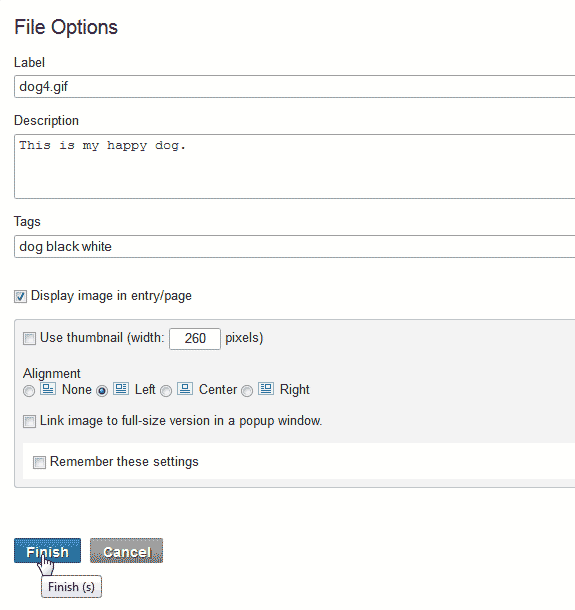 File Options
Label
dog4.gif
Description
This is my happy dog.
Tags
dog black white
Display image in entry/page
Use thumbnail (width: 260 pixels)
Alignment
None Left Center Right
Link image to full-size version in a popup window.
Remember these settings
Finish Cancel
Finish (s)